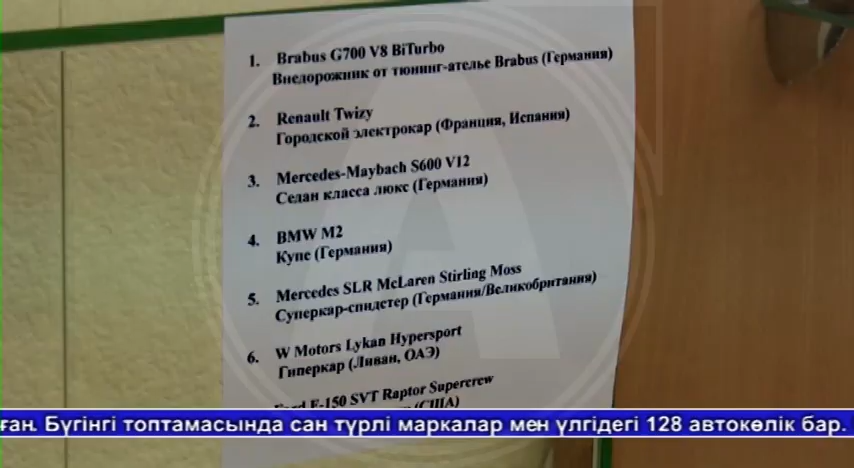 1. Brabus G700 V8 BiTurbo
Внедорожник от тюнинг-ателье Brabus (Германия)
2. Renault Twizy
Городской электрокар (Франция, Испания)
3. Mercedes-Maybach S600 V12
Седан класса люкс (Германия)
4. BMW M2
Купе (Германия)
5. Mercedes SLR McLaren Stirling Moss
Суперкар-спидстер (Германия/Великобритания)
6. W Motors Lykan Hypersport
Гиперкар (Ливан, ОАЭ)
Ford F-150 SVT Raptor Supercrew
(США)
ған. Бүгінгі топтамасында сан түрлі маркалар мен үлгідегі 128 автокөлік бар.